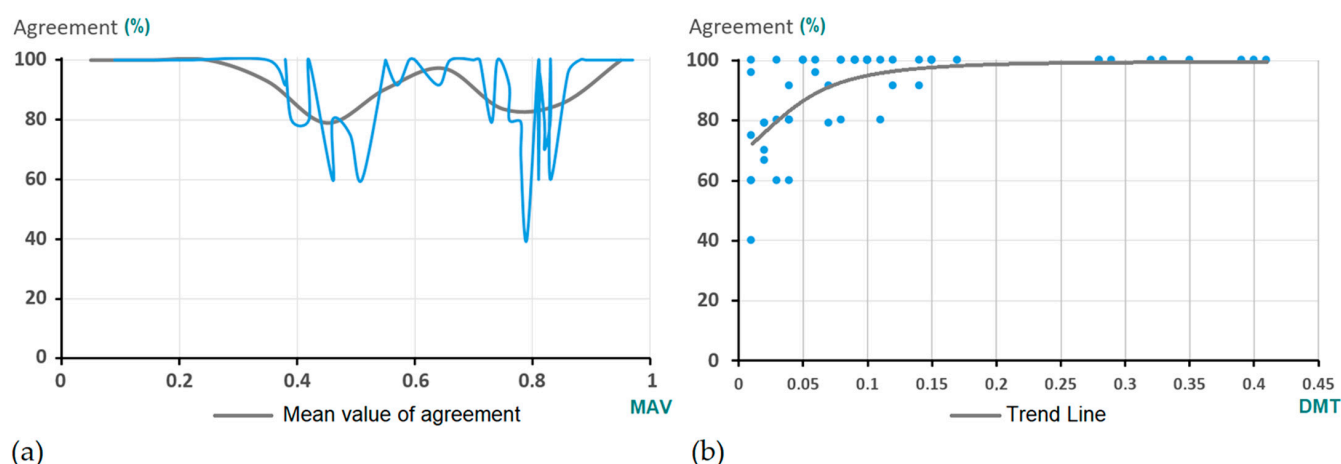 Agreement (%)
100
80
60
40
20
0
0 0.2 0.4 0.6 0.8 1
MAV
Mean value of agreement
(a)
Agreement (%)
100
80
60
40
20
0
0 0.05 0.1 0.15 0,2 0.25 0.3 0.35 0.4 0.45
DMT
Trend Line
(b)